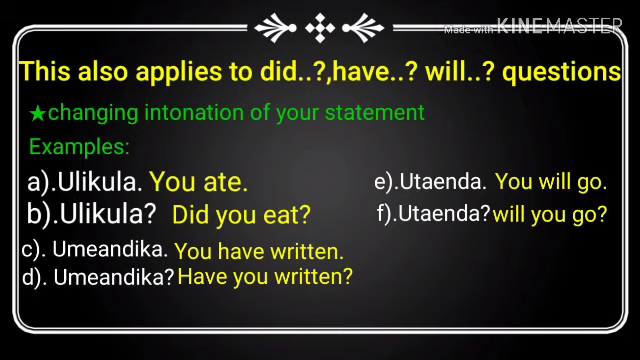 Made with KINEMASTER
This also applies to did..?,have..? will..? questions
★changing intonation of your statement
Examples:
a).Ulikula. You ate.
b).Ulikula? Did you eat?
c). Umeandika. You have written.
d). Umeandika? Have you written?
e).Utaenda. You will go.
f).Utaenda? will you go?